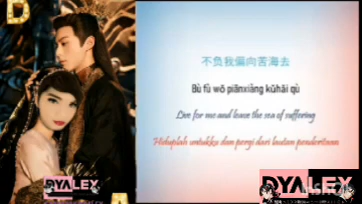 D
不负我偏向苦海去
Bù fù wǒ piānxiàng kǔhǎi qù
Live for me and leave the sea of suffering
Hiduplah untukku dan pergi dari lautan penderitaan
DYALEX
DYALEX